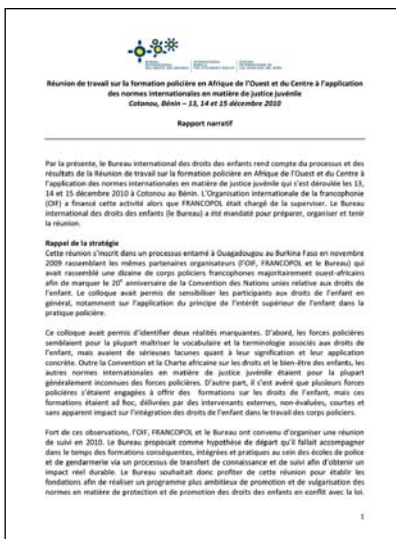 Réunion de travail sur la formation policière en Afrique de l'Ouest et du Centre à l'application
des normes internationales en matière de justice juvénile
Cotonou, Bénin – 13, 14 et 15 décembre 2010
Rapport narratif
Par la présente, le Bureau international des droits des enfants rend compte du processus et des
résultats de la Réunion de travail sur la formation policière en Afrique de l'Ouest et du Centre à
l'application des normes internationales en matière de justice juvénile qui s'est déroulée les 13,
14 et 15 décembre 2010 à Cotonou au Bénin. L'Organisation internationale de la francophonie
(OIF) a financé cette activité alors que FRANCOPOL était chargé de la superviser. Le Bureau
international des droits des enfants (le Bureau) a été mandaté pour préparer, organiser et tenir
la réunion.
Rappel de la stratégie
Cette réunion s'inscrit dans un processus entamé à Ouagadougou au Burkina Faso en novembre
2009 rassemblant les mêmes partenaires organisateurs (l'OIF, FRANCOPOL et le Bureau) qui
avait rassemblé une dizaine de corps policiers francophones majoritairement ouest-africains
afin de marquer le 20e anniversaire de la Convention des Nations unies relative aux droits de
l'enfant. Le colloque avait permis de sensibiliser les participants aux droits de l'enfant en
général, notamment sur l'application du principe de l'intérêt supérieur de l'enfant dans la
pratique policière.
Ce colloque avait permis d'identifier deux réalités marquantes. D'abord, les forces policières
semblaient pour la plupart maîtriser le vocabulaire et la terminologie associés aux droits de
l'enfant, mais avaient de sérieuses lacunes quant à leur signification et leur application
concrète. Outre la Convention et la Charte africaine sur les droits et le bien-être des enfants, les
autres normes internationales en matière de justice juvénile étaient pour la plupart
généralement inconnues des forces policières. D'autre part, il s'est avéré que plusieurs forces
policières s'étaient engagées à offrir des formations sur les droits de l'enfant, mais ces
formations étaient ad hoc, délivrées par des intervenants externes, non-évaluées, courtes et
sans apparent impact sur l'intégration des droits de l'enfant dans le travail des corps policiers.
Fort de ces observations, l'OIF, FRANCOPOL et le Bureau ont convenu d'organiser une réunion
de suivi en 2010. Le Bureau proposait comme hypothèse de départ qu'il fallait accompagner
dans le temps des formations conséquentes, intégrées et pratiques au sein des écoles de police
et de gendarmerie via un processus de transfert de connaissance et de suivi afin d'obtenir un
impact réel durable. Le Bureau souhaitait donc profiter de cette réunion pour établir les
fondations afin de réaliser un programme plus ambitieux de promotion et de vulgarisation des
normes en matière de protection et de promotion des droits des enfants en conflit avec la loi.
1